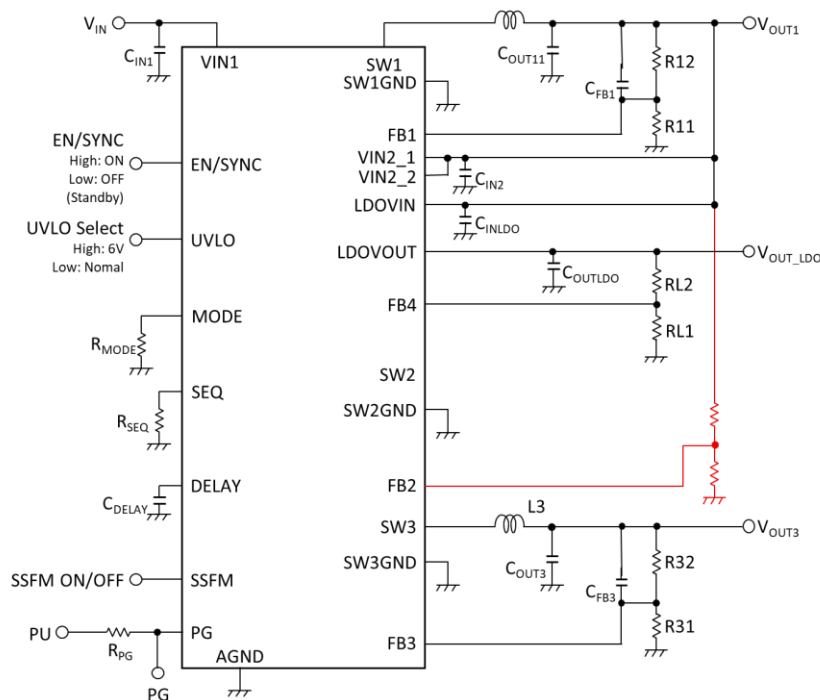 VIN
CIN1
VIN1
SW1
SW1GND
COUT11
CFB1
R12
R11
VOUT1
FB1
EN/SYNC
High: ON
Low: OFF
(Standby)
EN/SYNC
VIN2_1
VIN2_2
CIN2
LDOVIN
CINLDO
UVLO Select
High: 6V
Low: Nomal
UVLO
LDOVOUT
COUTLDO
RL2
RL1
VOUT_LDO
FB4
MODE
RMODE
SW2
SW2GND
SEQ
RSEQ
FB2
DELAY
CDELAY
SW3
L3
VOUT3
SW3GND
COUT3
CFB3
R32
R31
SSFM ON/OFF
SSFM
PU
RPG
PG
PG
AGND
FB3